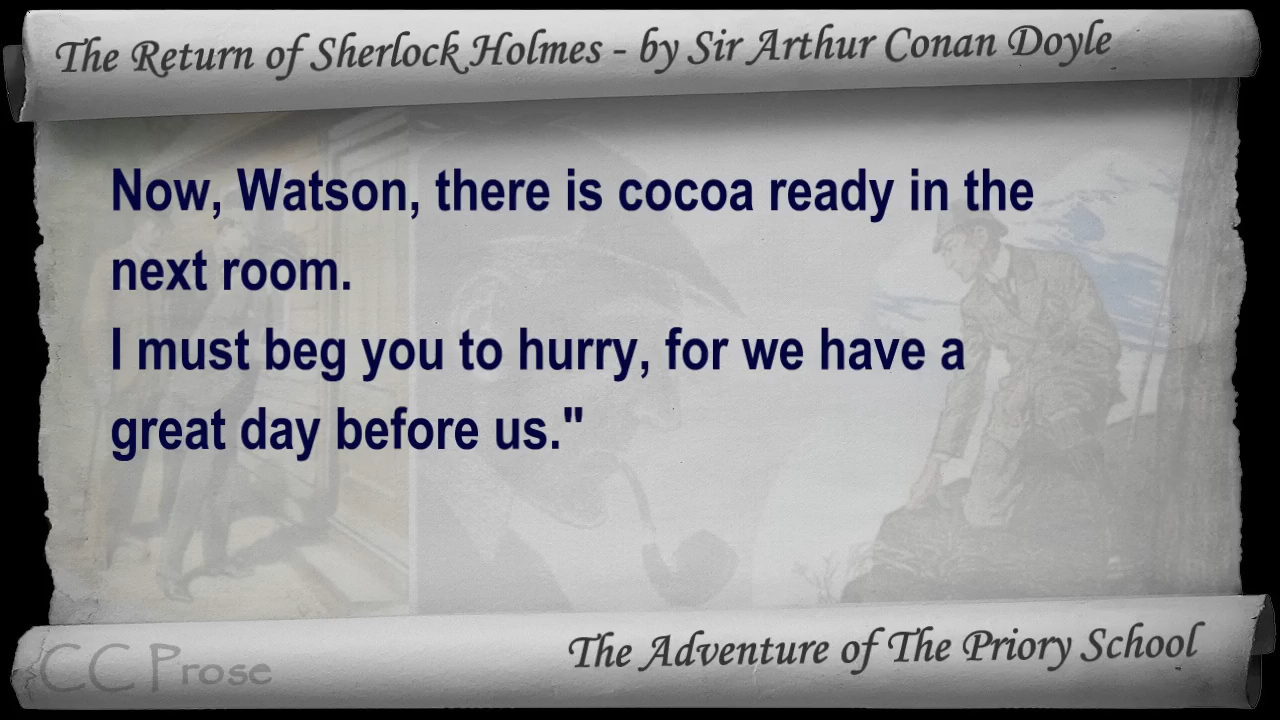 The Return of Sherlock Holmes - by Sir Arthur Conan Doyle
Now, Watson, there is cocoa ready in the
next room.
I must beg you to hurry, for we have a
great day before us."
CC Prose
The Adventure of The Priory School